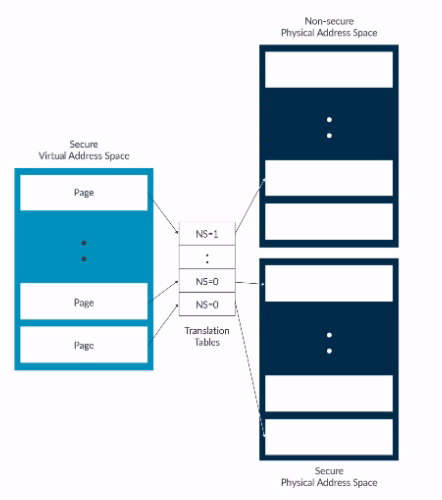 Non-secure
Physical Address Space
Secure
Virtual Address Space
Page
Page
Page
NS=1
:
NS=0
NS=0
Translation
Tables
Secure
Physical Address Space